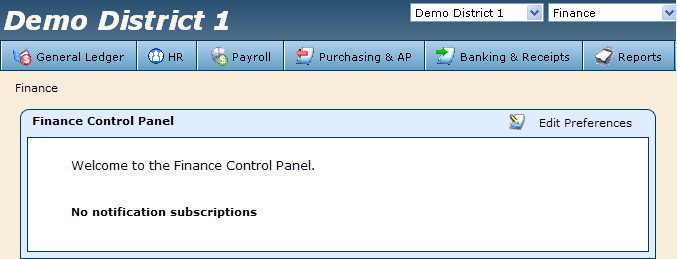 Demo District 1
Demo District 1 Finance
General Ledger HR Payroll Purchasing & AP Banking & Receipts Reports
Finance
Finance Control Panel Edit Preferences
Welcome to the Finance Control Panel.
No notification subscriptions